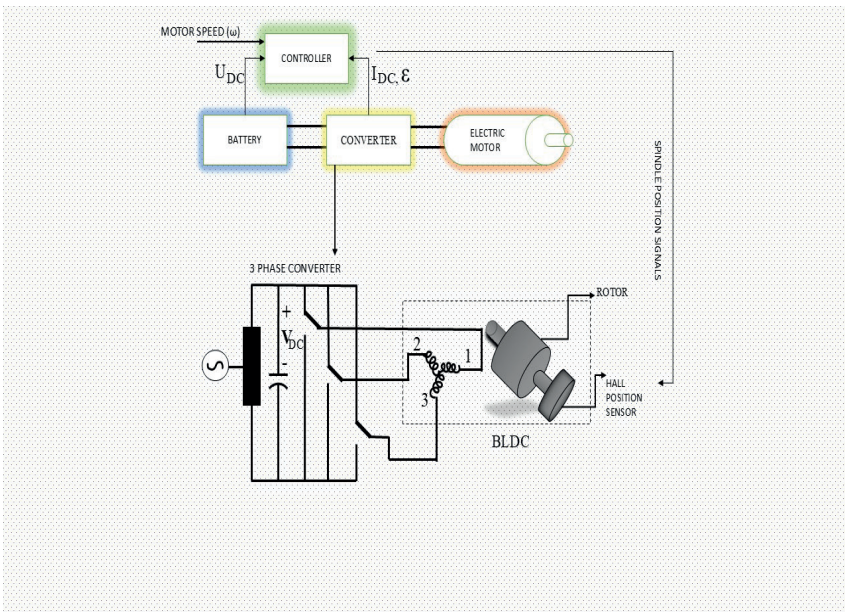 MOTOR SPEED (ω)
CONTROLLER
UDC
IDC, ε
BATTERY
CONVERTER
ELECTRIC
MOTOR
SPINDLE POSITION SIGNALS
3 PHASE CONVERTER
ROTOR
+
VDC
-
2
1
3
HALL
POSITION
SENSOR
BLDC